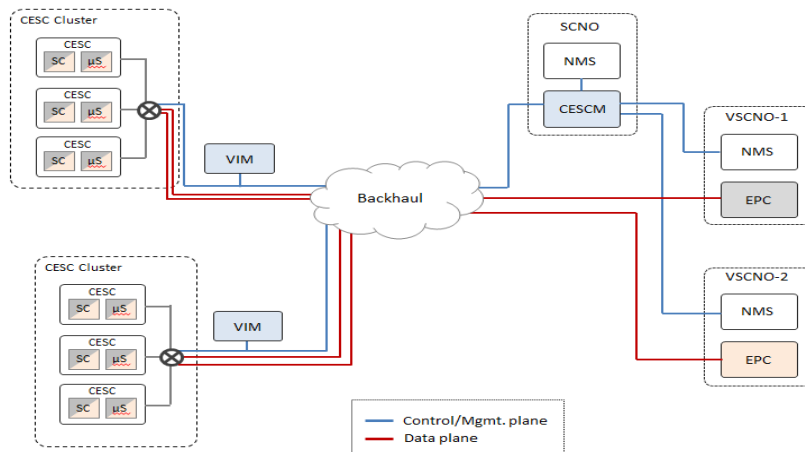 CESC Cluster
CESC
SC µS
CESC
SC µS
CESC
SC µS
VIM
CESC Cluster
CESC
SC µS
CESC
SC µS
CESC
SC µS
VIM
Backhaul
SCNO
NMS
CESCM
VSCNO-1
NMS
EPC
VSCNO-2
NMS
EPC
Control/Mgmt. plane
Data plane